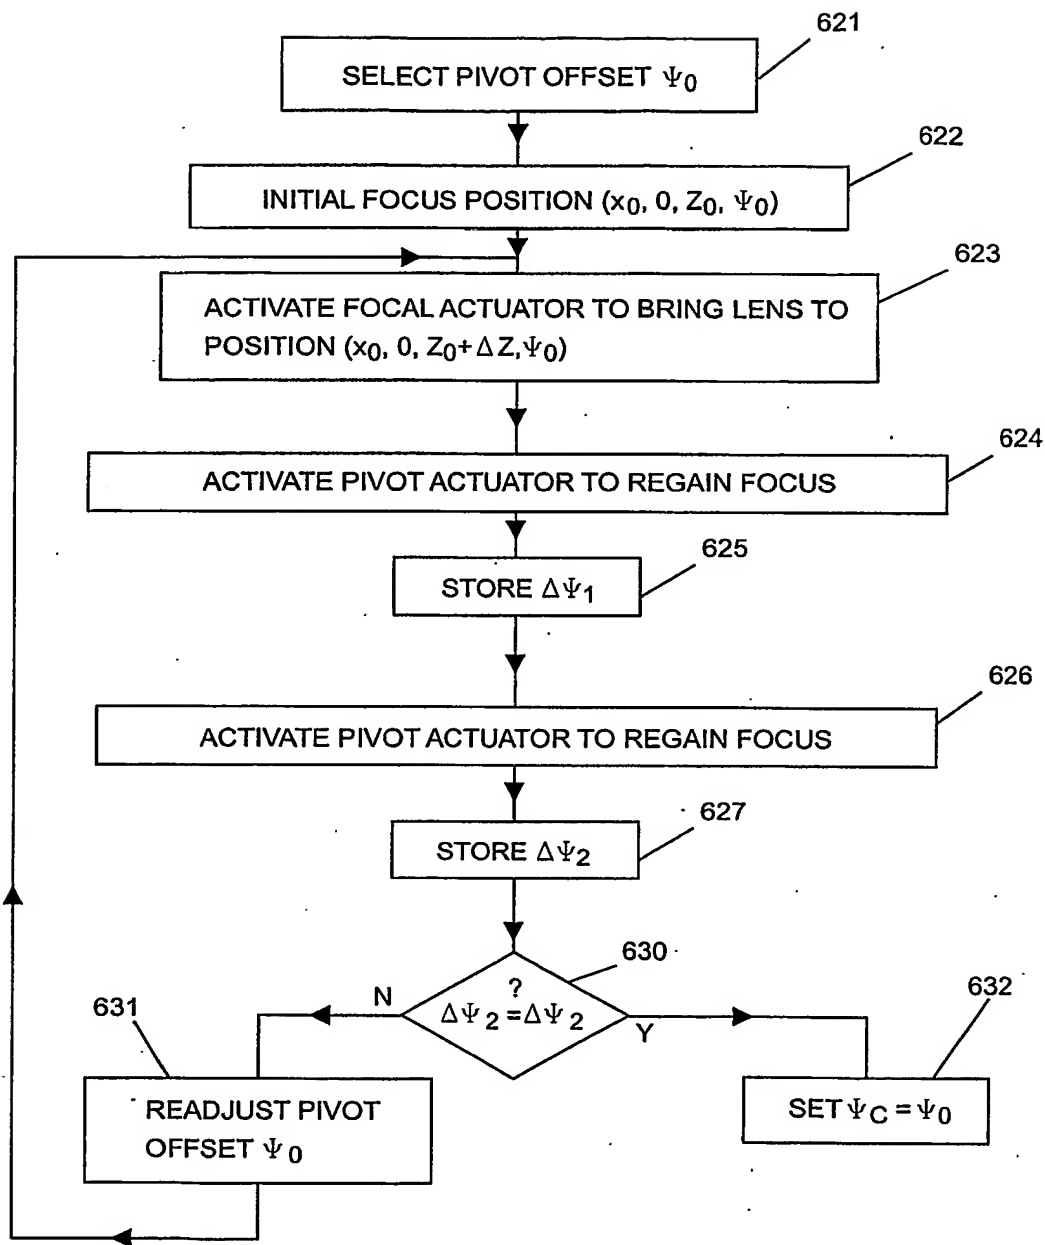 621
SELECT PIVOT OFFSET Ψ0
622
INITIAL FOCUS POSITION (x0, 0, Z0, Ψ0)
623
ACTIVATE FOCAL ACTUATOR TO BRING LENS TO
POSITION (x0, 0, Z0+ΔZ,Ψ0)
624
ACTIVATE PIVOT ACTUATOR TO REGAIN FOCUS
625
STORE ΔΨ1
626
ACTIVATE PIVOT ACTUATOR TO REGAIN FOCUS
627
STORE ΔΨ2
630
?
ΔΨ2=ΔΨ2
N
Y
631
READJUST PIVOT
OFFSET Ψ0
632
SET ΨC=Ψ0